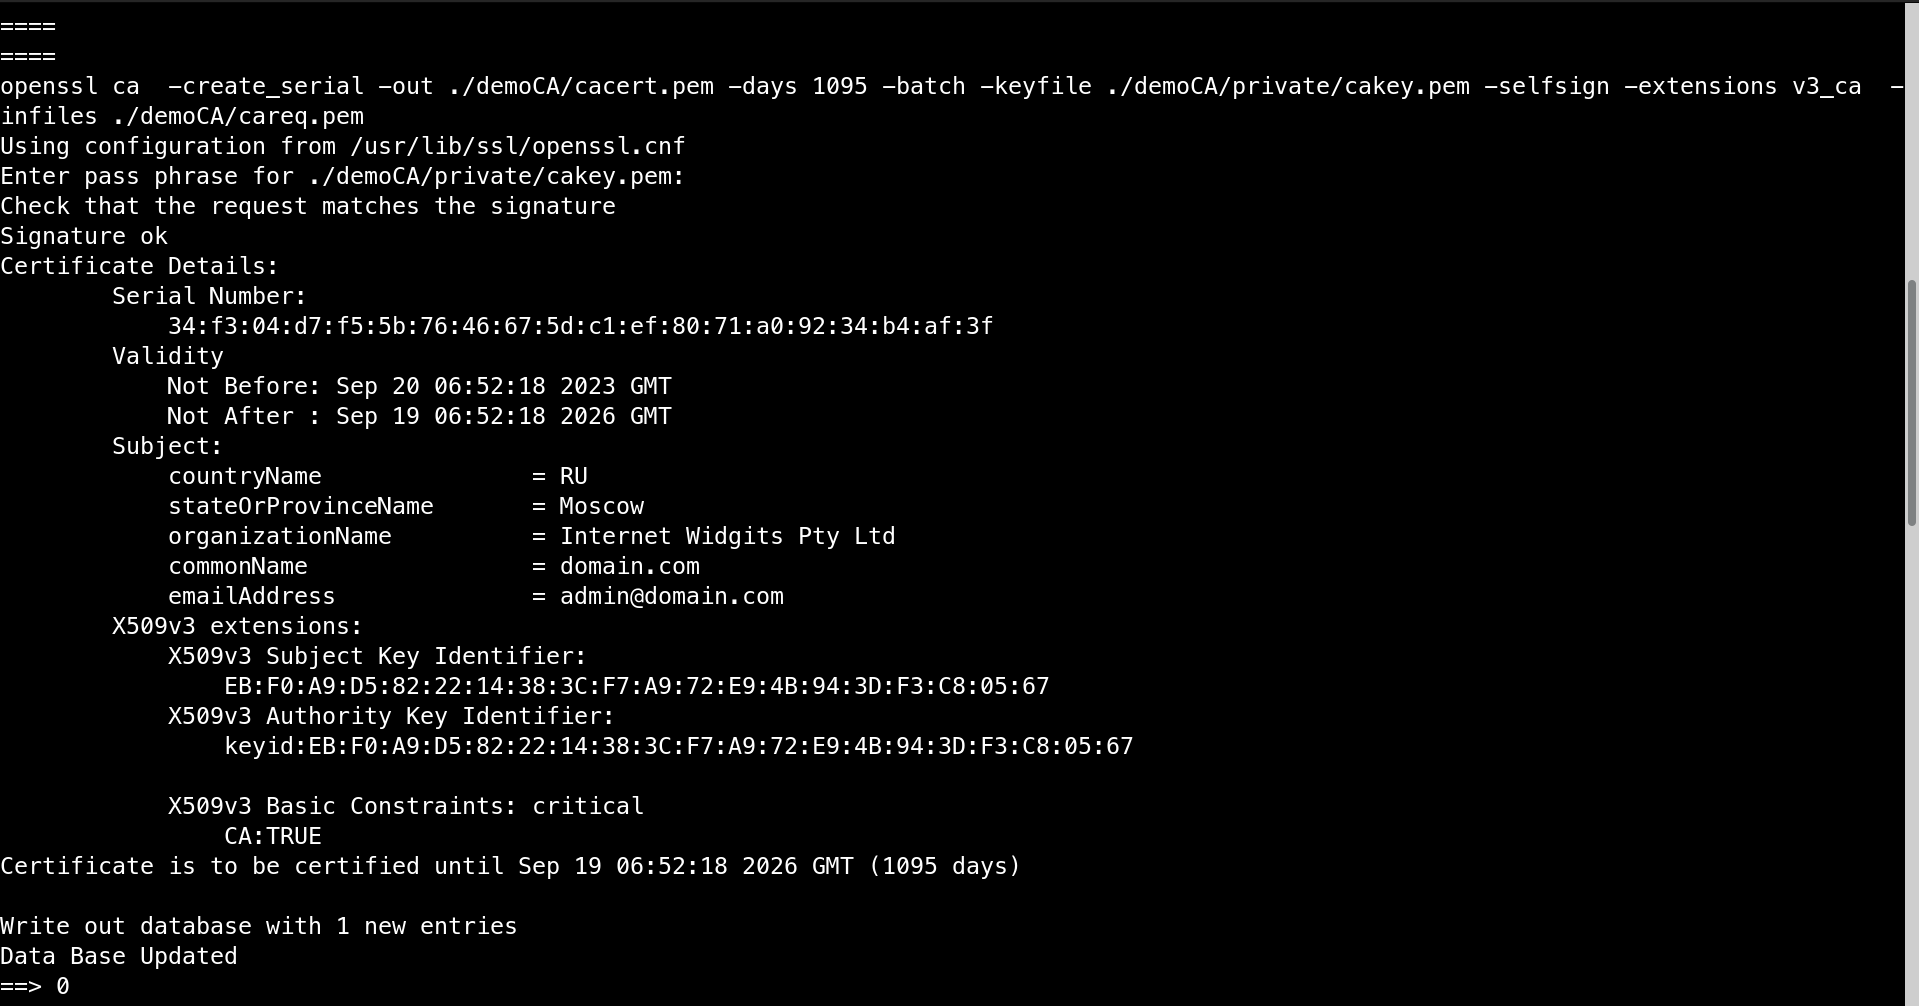 ====
====
openssl ca  -create_serial -out ./demoCA/cacert.pem -days 1095 -batch -keyfile ./demoCA/private/cakey.pem -selfsign -extensions v3_ca  -
infiles ./demoCA/careq.pem
Using configuration from /usr/lib/ssl/openssl.cnf
Enter pass phrase for ./demoCA/private/cakey.pem:
Check that the request matches the signature
Signature ok
Certificate Details:
        Serial Number:
            34:f3:04:d7:f5:5b:76:46:67:5d:c1:ef:80:71:a0:92:34:b4:af:3f
        Validity
            Not Before: Sep 20 06:52:18 2023 GMT
            Not After : Sep 19 06:52:18 2026 GMT
        Subject:
            countryName               = RU
            stateOrProvinceName       = Moscow
            organizationName          = Internet Widgits Pty Ltd
            commonName                = domain.com
            emailAddress              = admin@domain.com
        X509v3 extensions:
            X509v3 Subject Key Identifier:
                EB:F0:A9:D5:82:22:14:38:3C:F7:A9:72:E9:4B:94:3D:F3:C8:05:67
            X509v3 Authority Key Identifier:
                keyid:EB:F0:A9:D5:82:22:14:38:3C:F7:A9:72:E9:4B:94:3D:F3:C8:05:67

            X509v3 Basic Constraints: critical
                CA:TRUE
Certificate is to be certified until Sep 19 06:52:18 2026 GMT (1095 days)

Write out database with 1 new entries
Data Base Updated
==> 0